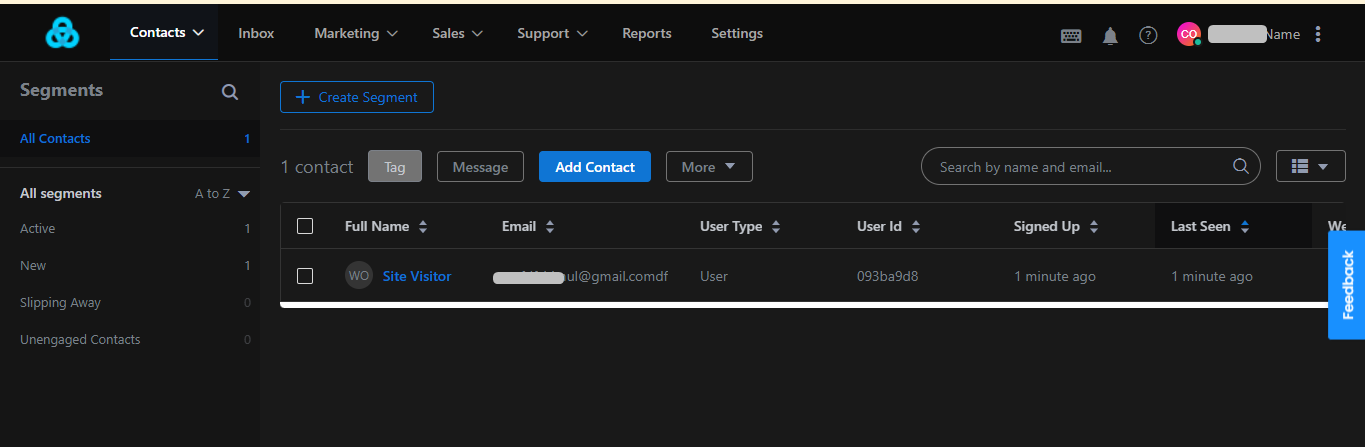 Contacts Inbox Marketing Sales Support Reports Settings CO Name
Segments
Create Segment
All Contacts 1
1 contact Tag Message Add Contact More Search by name and email...
All segments A to Z
Full Name Email User Type User Id Signed Up Last Seen We
Active 1
New 1
WO Site Visitor ul@gmail.comdf User 093ba9d8 1 minute ago 1 minute ago
Slipping Away 0
Unengaged Contacts 0
Feedback